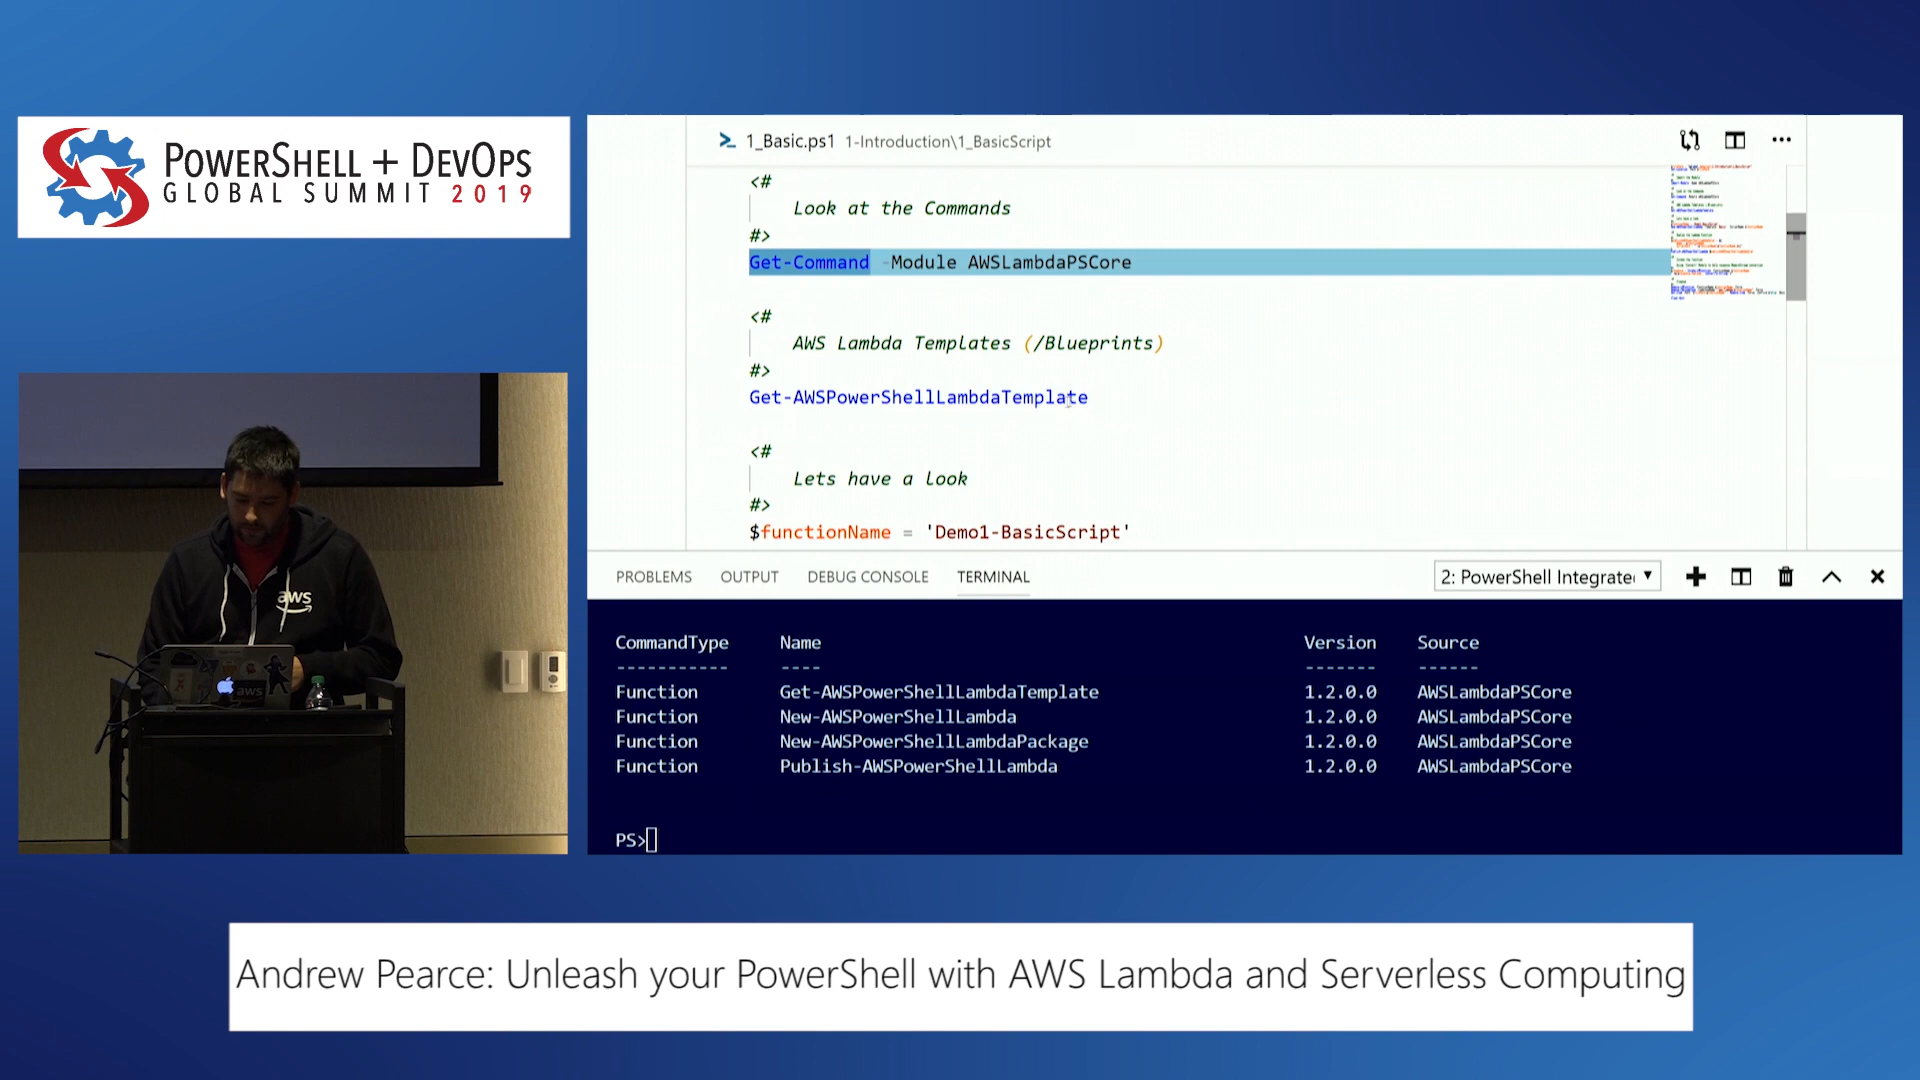 POWERSHELL + DEVOPS
GLOBAL SUMMIT 2019
1_Basic.ps1 1-Introduction\1_BasicScript
<#
Look at the Commands
#>
Get-Command -Module AWSLambdaPSCore
<#
AWS Lambda Templates (/Blueprints)
#>
Get-AWSPowerShellLambdaTemplate
<#
Lets have a look
#>
$functionName = 'Demo1-BasicScript'
PROBLEMS OUTPUT DEBUG CONSOLE TERMINAL 2: PowerShell Integrate
CommandType Name Version Source
----------- ---- ------- ------
Function Get-AWSPowerShellLambdaTemplate 1.2.0.0 AWSLambdaPSCore
Function New-AWSPowerShellLambda 1.2.0.0 AWSLambdaPSCore
Function New-AWSPowerShellLambdaPackage 1.2.0.0 AWSLambdaPSCore
Function Publish-AWSPowerShellLambda 1.2.0.0 AWSLambdaPSCore
PS>
aws
aws
Andrew Pearce: Unleash your PowerShell with AWS Lambda and Serverless Computing